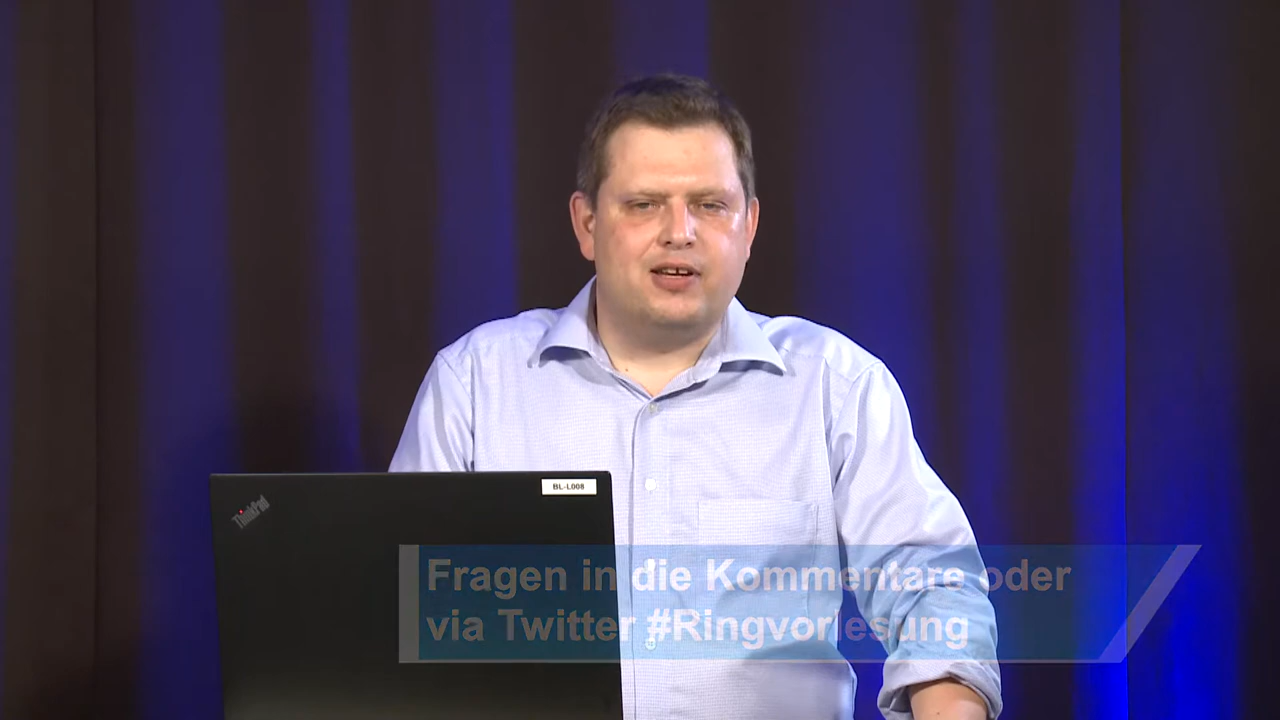 BL-L008
ThinkPad
Fragen in die Kommentare oder
via Twitter #Ringvorlesung